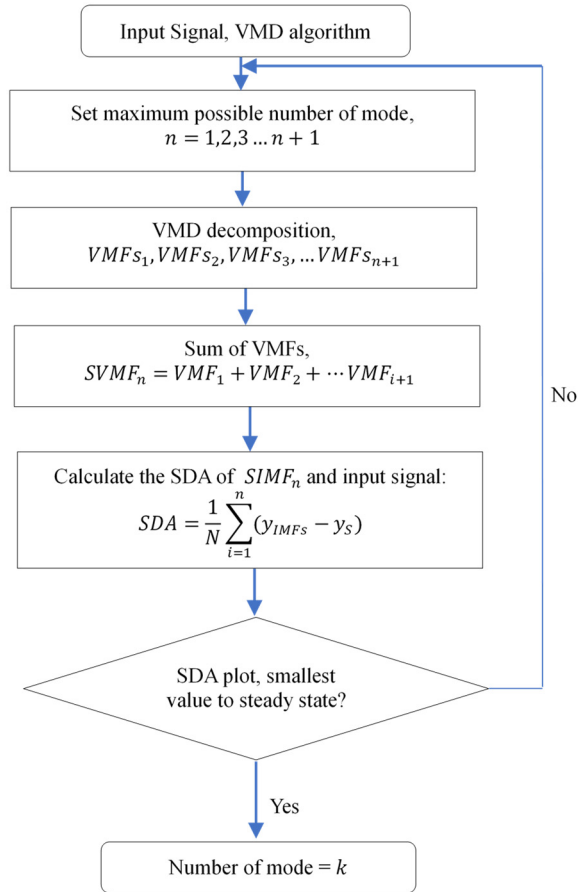 Input Signal, VMD algorithm
Set maximum possible number of mode,
n = 1,2,3 … n + 1
VMD decomposition,
VMFs₁, VMFs₂, VMFs₃, … VMFsₙ₊₁
Sum of VMFs,
SVMFₙ = VMF₁ + VMF₂ + ⋯ VMFᵢ₊₁
No
Calculate the SDA of SIMFₙ and input signal:
SDA = 1/N ∑ᵢ₌₁ⁿ (y_IMFs − y_S)
SDA plot, smallest
value to steady state?
Yes
Number of mode = k